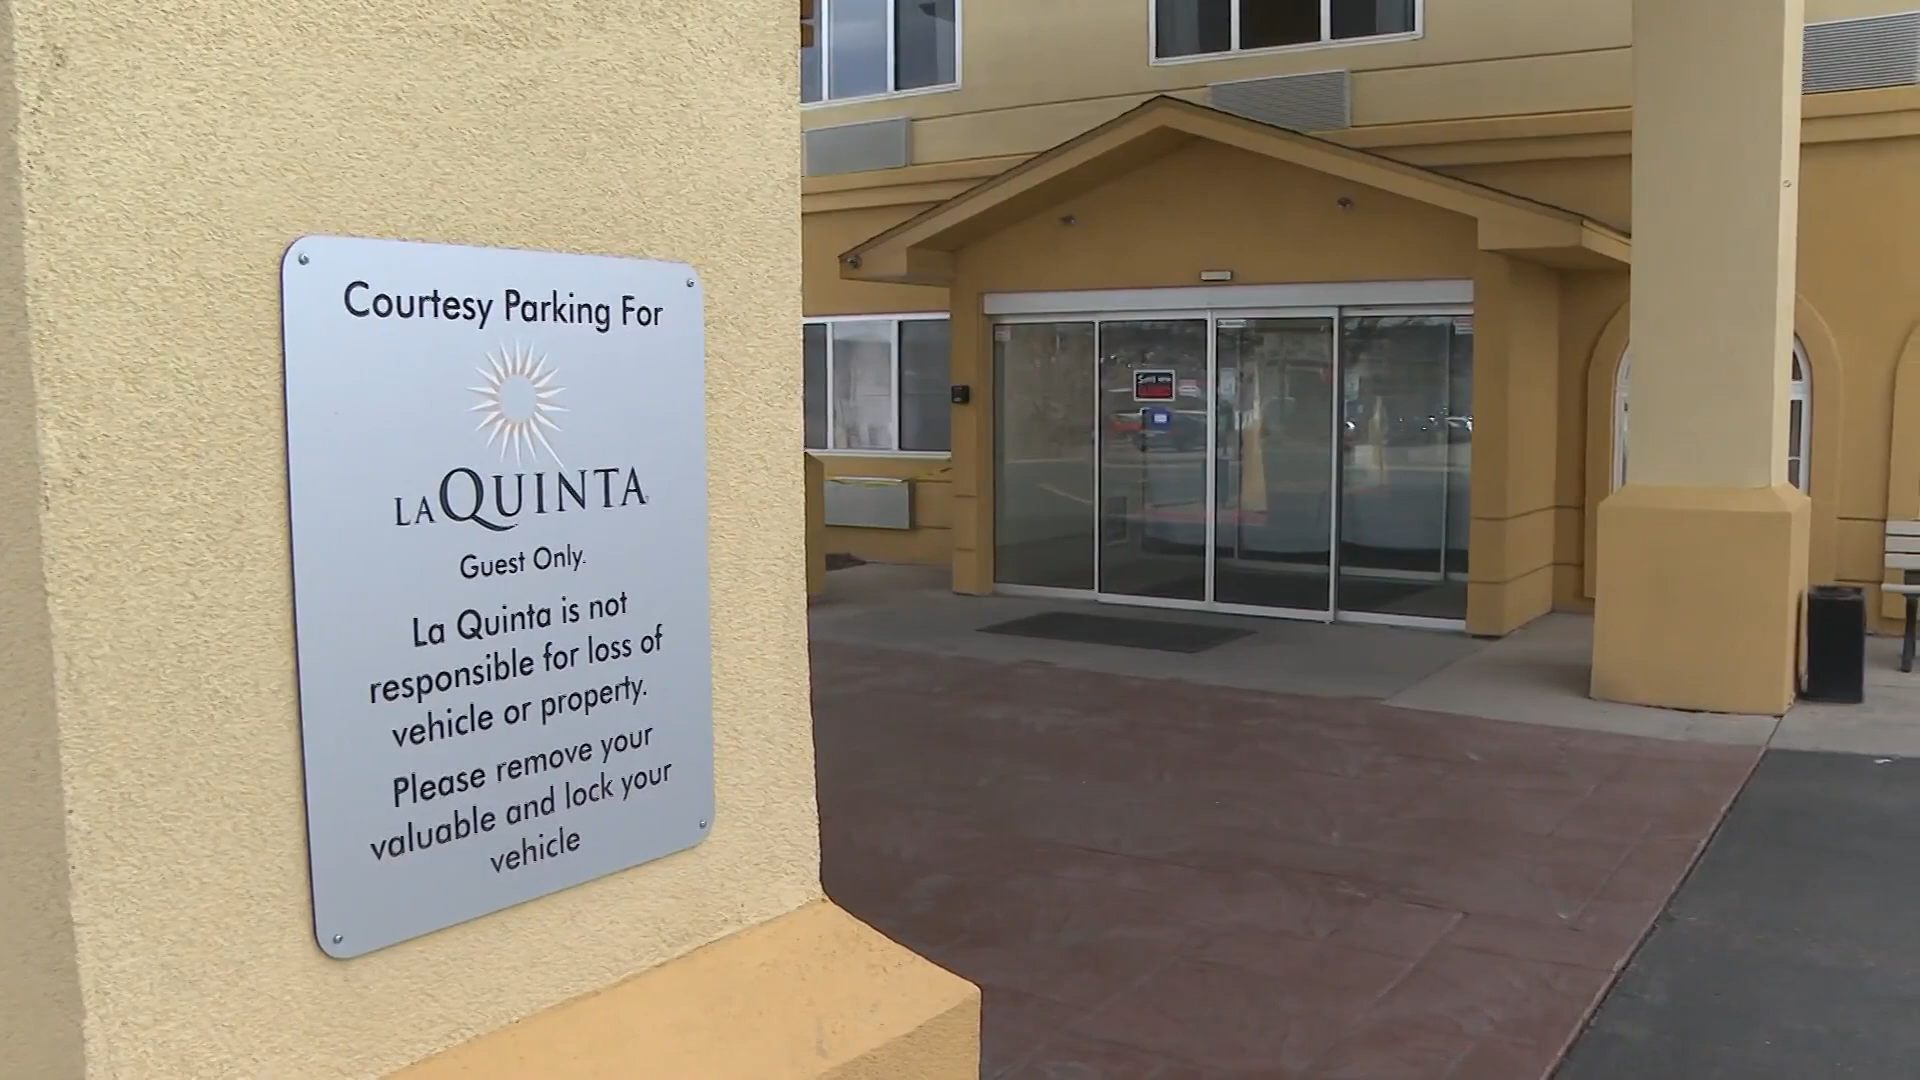 Courtesy Parking For
LA QUINTA
Guest Only.
La Quinta is not
responsible for loss of
vehicle or property.
Please remove your
valuable and lock your
vehicle